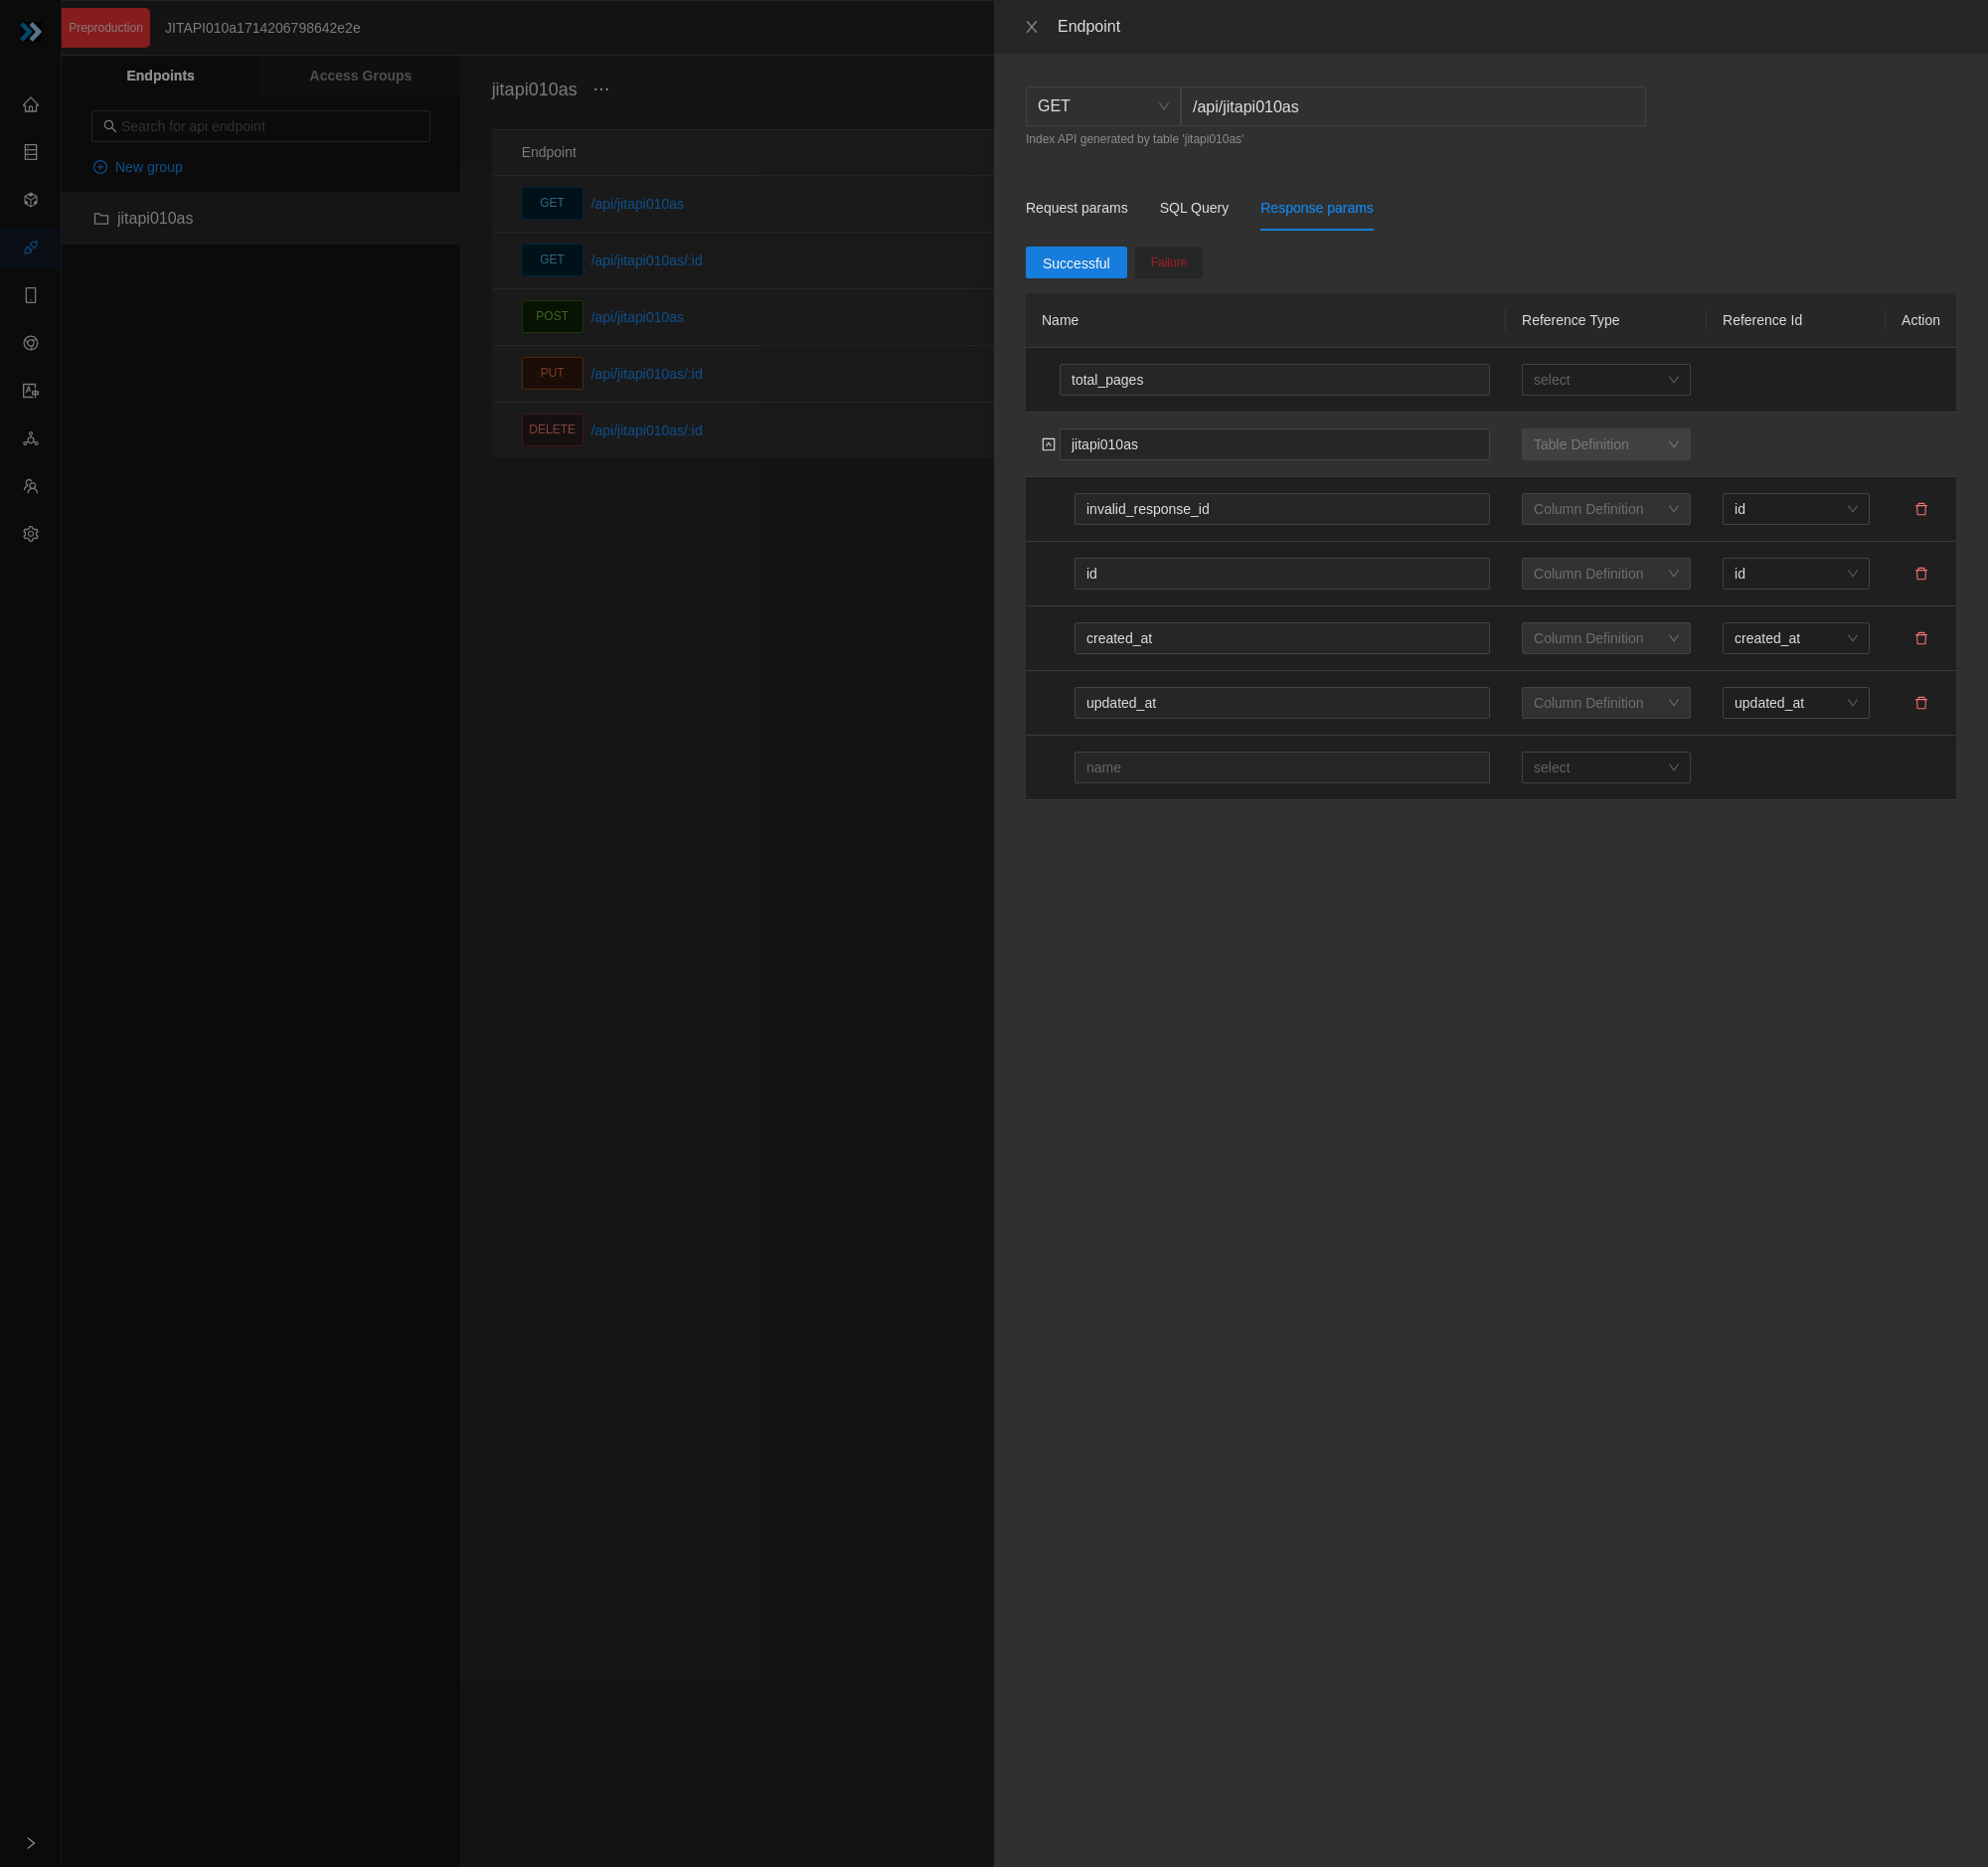 Preproduction JITAPI010a1714206798642e2e
Endpoints Access Groups
Search for api endpoint
New group
jitapi010as
jitapi010as ...
Endpoint
GET /api/jitapi010as
GET /api/jitapi010as/:id
POST /api/jitapi010as
PUT /api/jitapi010as/:id
DELETE /api/jitapi010as/:id
Endpoint
GET /api/jitapi010as
Index API generated by table 'jitapi010as'
Request params SQL Query Response params
Successful Failure
Name Reference Type Reference Id Action
total_pages select
jitapi010as Table Definition
invalid_response_id Column Definition id
id Column Definition id
created_at Column Definition created_at
updated_at Column Definition updated_at
name select